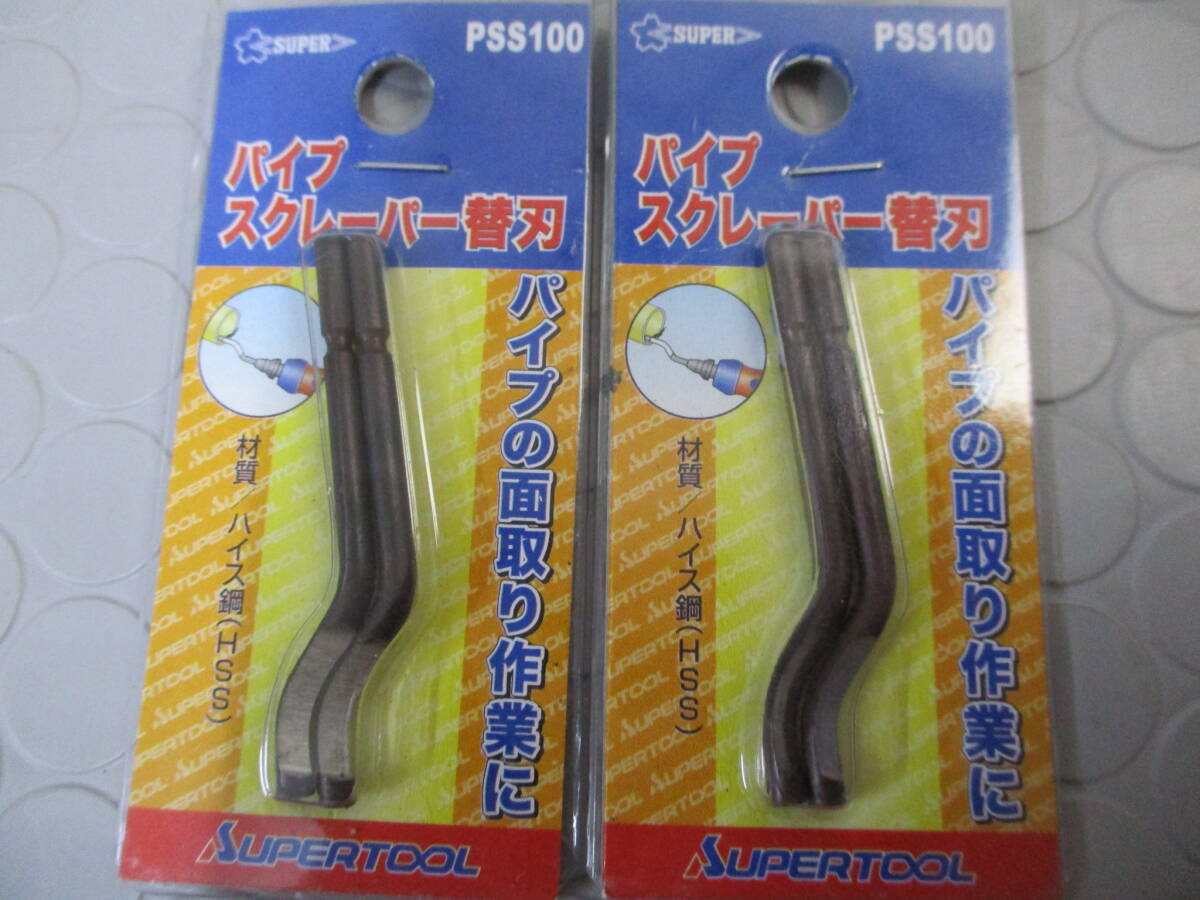 SUPER
PSS100
パイプ
スクレーパー替刃
パイプの面取り作業に
材質/ハイス鋼(HSS)
SUPERTOOL
SUPER
PSS100
パイプ
スクレーパー替刃
パイプの面取り作業に
材質/ハイス鋼(HSS)
SUPERTOOL